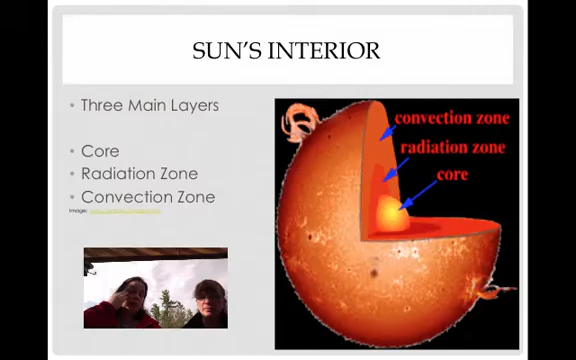 SUN'S INTERIOR
• Three Main Layers
• Core
• Radiation Zone
• Convection Zone
Image:
convection zone
radiation zone
core